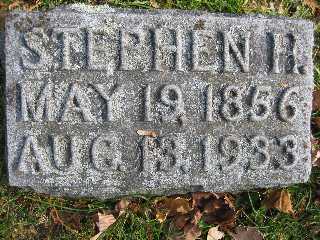 STEPHEN H.
MAY 19, 1856
AUG. 13, 1933